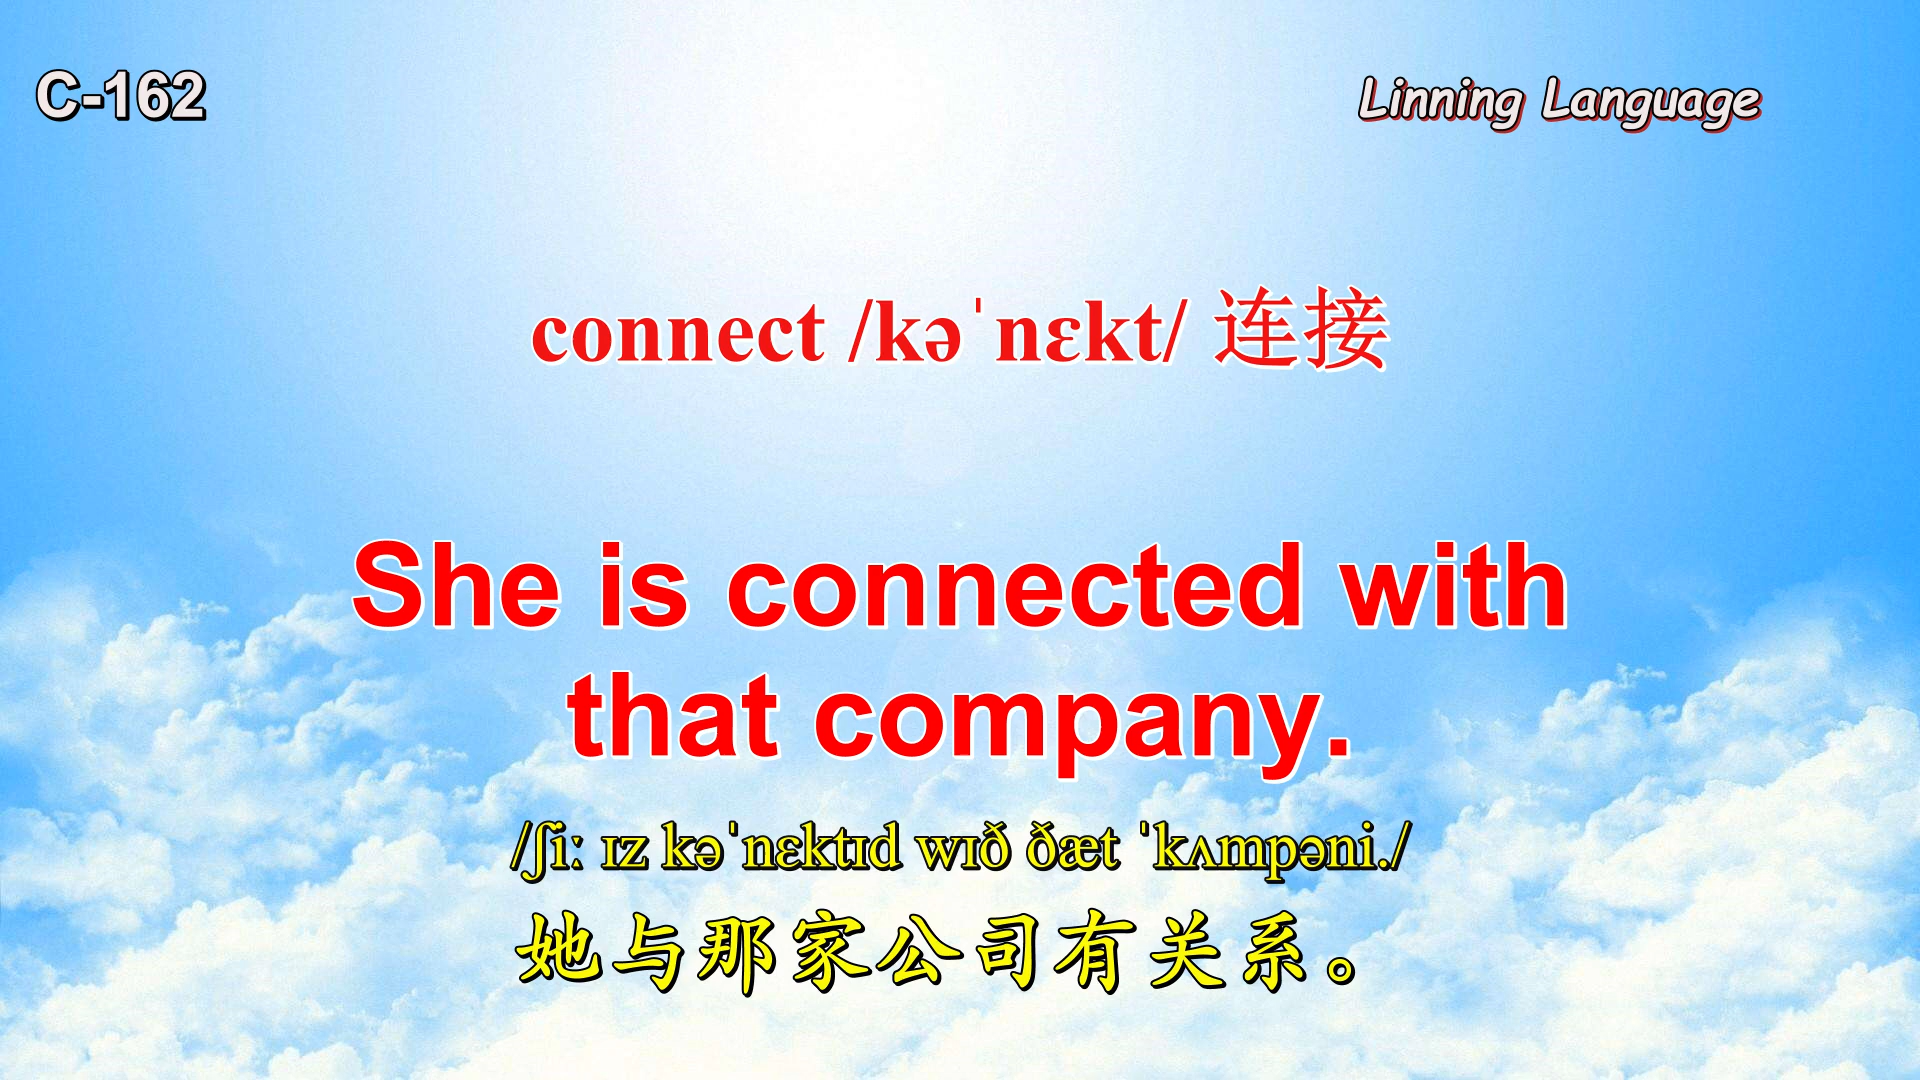 C-162
Linning Language
connect /kəˈnɛkt/ 连接
She is connected with
that company.
/ʃiː ɪz kəˈnɛktɪd wɪð ðæt ˈkʌmpəni./
她与那家公司有关系。